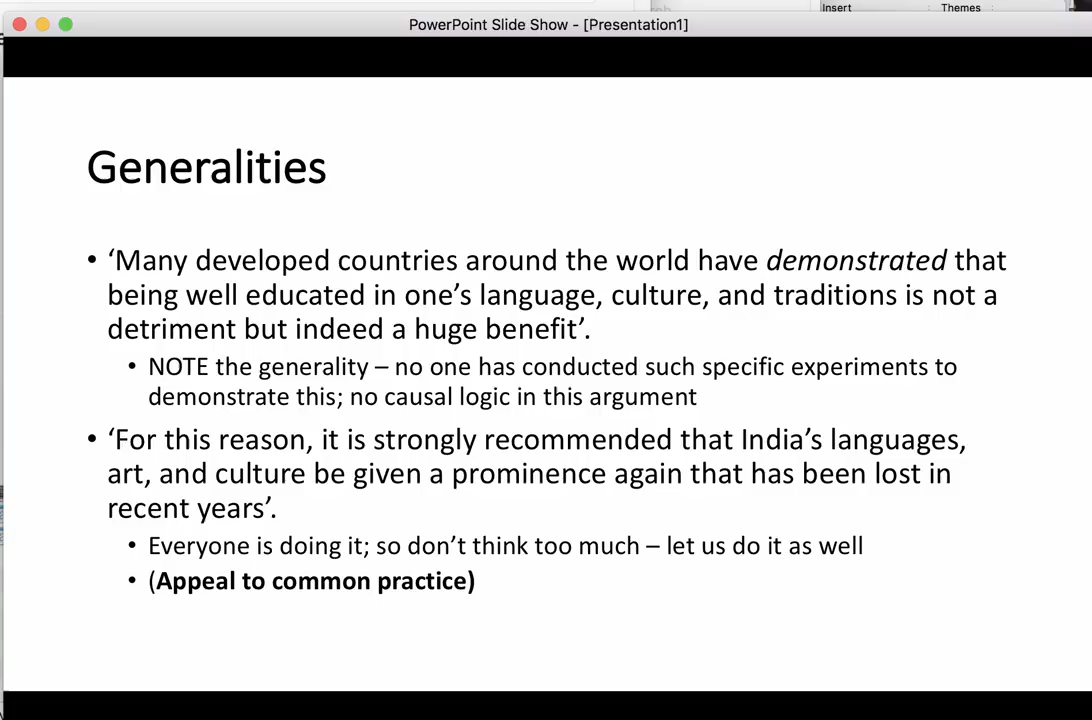 Insert
Themes
PowerPoint Slide Show - [Presentation1]
Generalities
• ‘Many developed countries around the world have demonstrated that
being well educated in one’s language, culture, and traditions is not a
detriment but indeed a huge benefit’.
• NOTE the generality – no one has conducted such specific experiments to
demonstrate this; no causal logic in this argument
• ‘For this reason, it is strongly recommended that India’s languages,
art, and culture be given a prominence again that has been lost in
recent years’.
• Everyone is doing it; so don’t think too much – let us do it as well
• (Appeal to common practice)